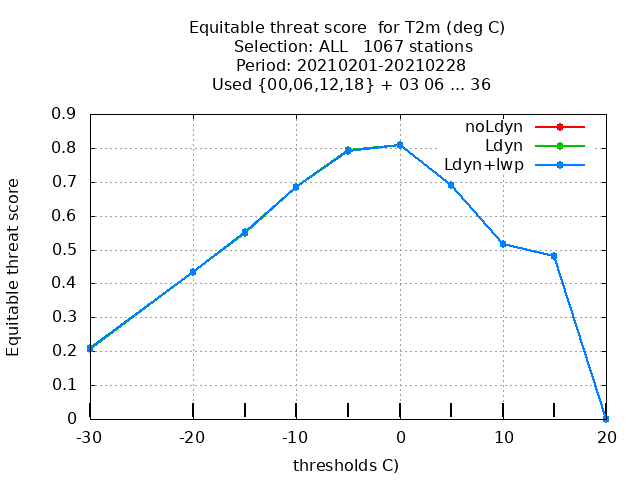 Equitable threat score  for T2m (deg C)
Selection: ALL   1067 stations
Period: 20210201-20210228
Used {00,06,12,18} + 03 06 ... 36
noLdyn
Ldyn
Ldyn+lwp
Equitable threat score
0.9
0.8
0.7
0.6
0.5
0.4
0.3
0.2
0.1
0
-30
-20
-10
0
10
20
thresholds C)